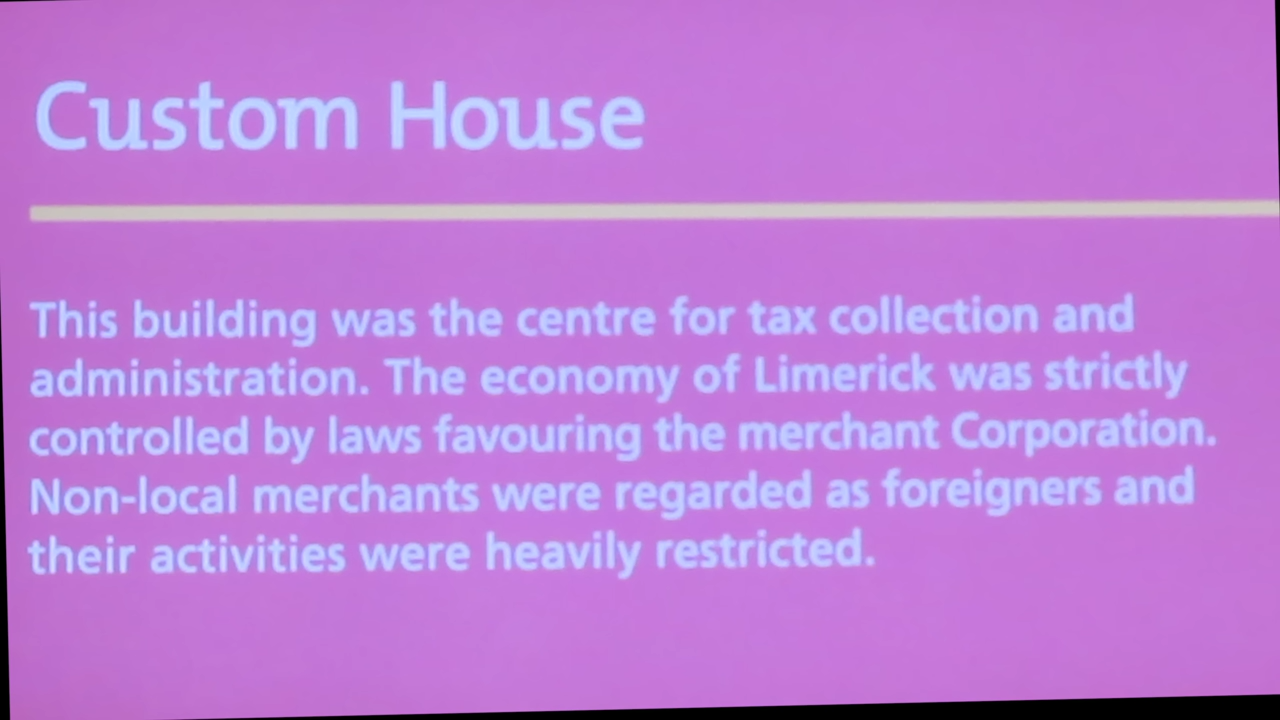 Custom House
This building was the centre for tax collection and
administration. The economy of Limerick was strictly
controlled by laws favouring the merchant Corporation.
Non-local merchants were regarded as foreigners and
their activities were heavily restricted.